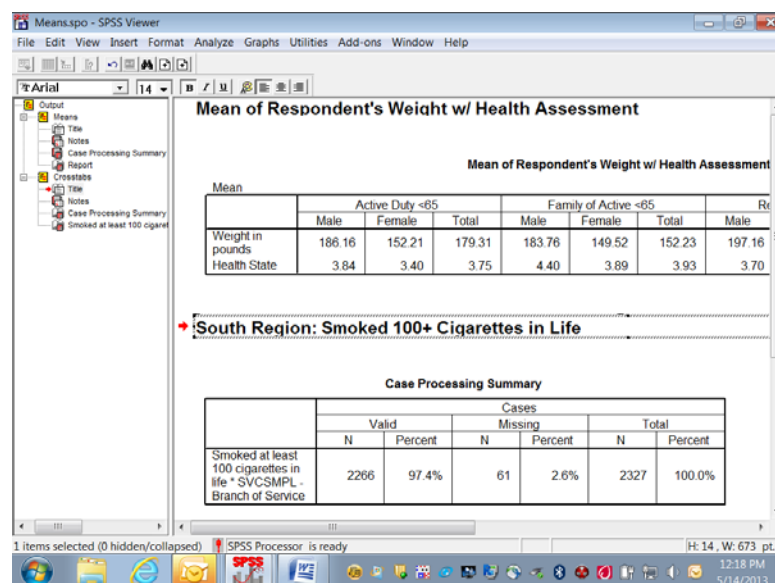 Means.spo - SPSS Viewer
File Edit View Insert Format Analyze Graphs Utilities Add-ons Window Help
Arial 14 B I U
Output
Means
Title
Notes
Case Processing Summary
Report
Crosstabs
Title
Notes
Case Processing Summary
Smoked at least 100 cigaret
Mean of Respondent's Weight w/ Health Assessment
Mean of Respondent's Weight w/ Health Assessment
Mean
Active Duty <65 Family of Active <65 Re
Male Female Total Male Female Total Male
Weight in
pounds 186.16 152.21 179.31 183.76 149.52 152.23 197.16
Health State 3.84 3.40 3.75 4.40 3.89 3.93 3.70
South Region: Smoked 100+ Cigarettes in Life
Case Processing Summary
Cases
Valid Missing Total
N Percent N Percent N Percent
Smoked at least
100 cigarettes in
life * SVCSMPL -
Branch of Service 2266 97.4% 61 2.6% 2327 100.0%
1 items selected (0 hidden/collapsed) SPSS Processor is ready H: 14 , W: 673 pt.
SPSS
12:18 PM